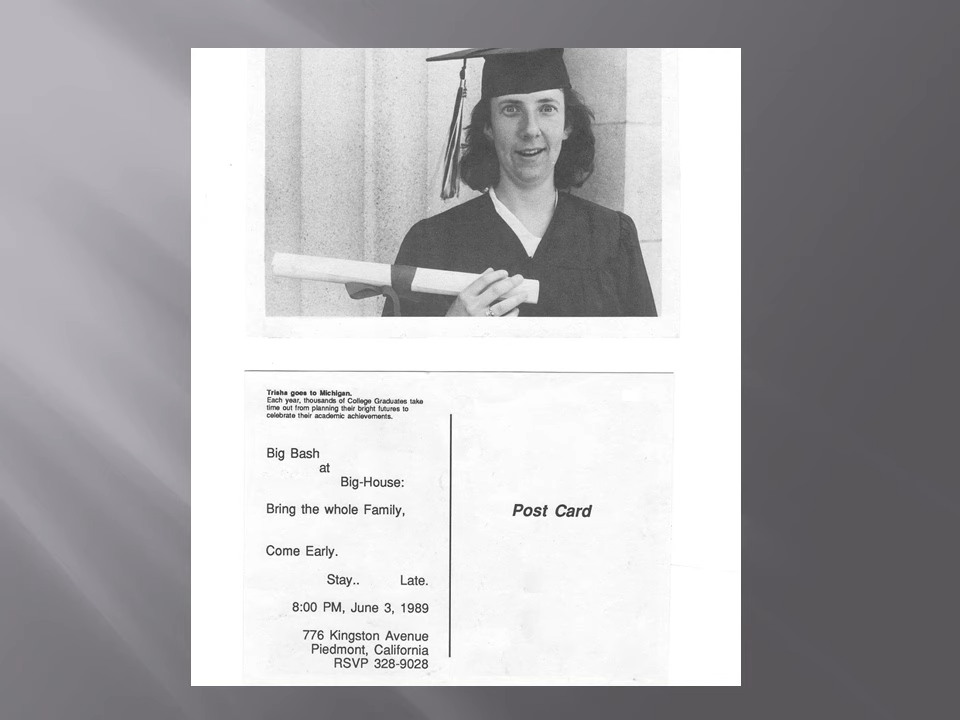 Trisha goes to Michigan.
Each year, thousands of College Graduates take
time out from planning their bright futures to
celebrate their academic achievements.
Big Bash
at
Big-House:
Bring the whole Family,
Come Early.
Stay.. Late.
8:00 PM, June 3, 1989
776 Kingston Avenue
Piedmont, California
RSVP 328-9028
Post Card